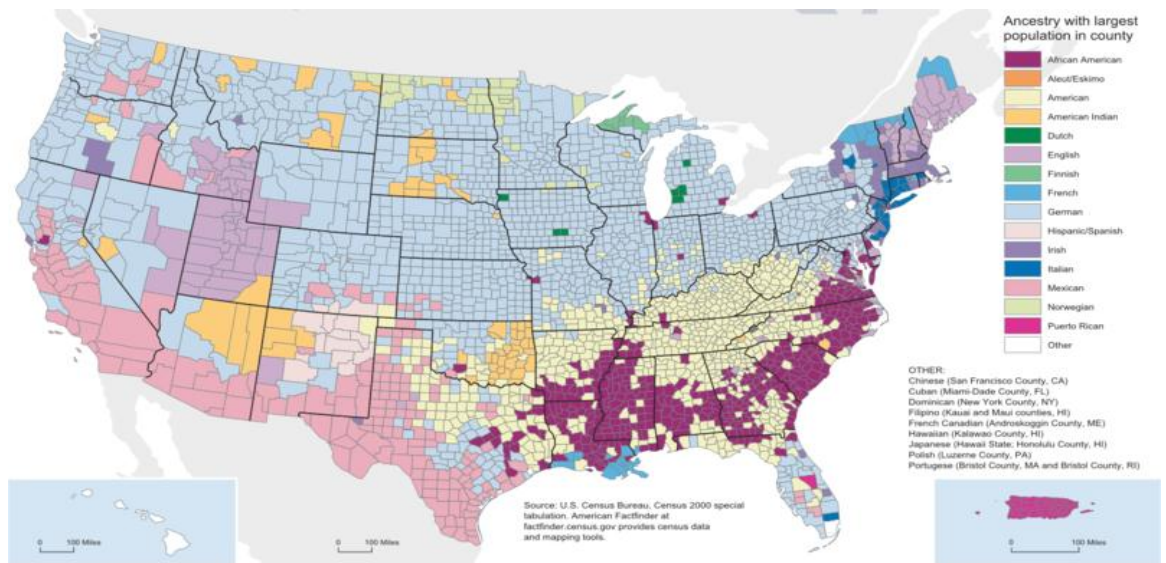 Ancestry with largest
population in county
African American
Aleut/Eskimo
American
American Indian
Dutch
English
Finnish
French
German
Hispanic/Spanish
Irish
Italian
Mexican
Norwegian
Puerto Rican
Other
OTHER:
Chinese (San Francisco County, CA)
Cuban (Miami-Dade County, FL)
Dominican (New York County, NY)
Filipino (Kauai and Maui counties, HI)
French Canadian (Androskoggin County, ME)
Hawaiian (Kalawao County, HI)
Japanese (Hawaii State; Honolulu County, HI)
Polish (Luzerne County, PA)
Portugese (Bristol County, MA and Bristol County, RI)
Source: U.S. Census Bureau, Census 2000 special
tabulation. American Factfinder at
factfinder.census.gov provides census data
and mapping tools.
0 100 Miles
0 100 Miles
0 100 Miles